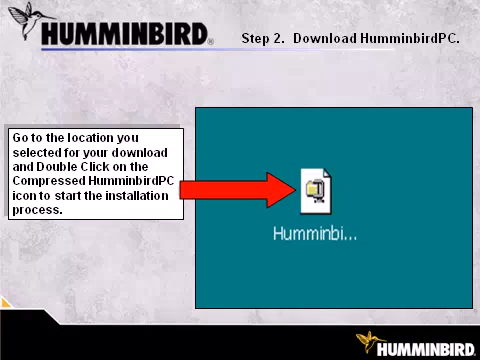 HUMMINBIRD®
Step 2. Download HumminbirdPC.
Go to the location you
selected for your download
and Double Click on the
Compressed HumminbirdPC
icon to start the installation
process.
Humminbi...
HUMMINBIRD